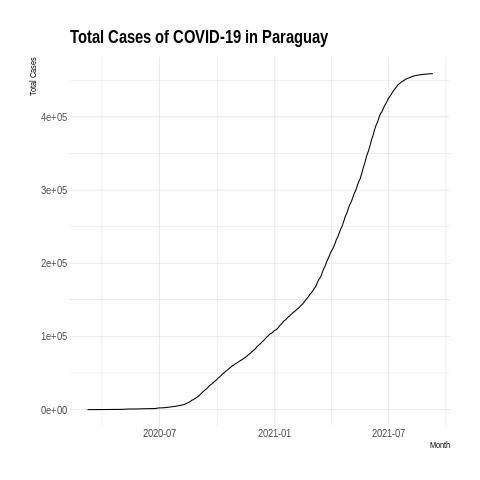 Total Cases of COVID-19 in Paraguay
Total Cases
4e+05
3e+05
2e+05
1e+05
0e+00
2020-07
2021-01
2021-07
Month